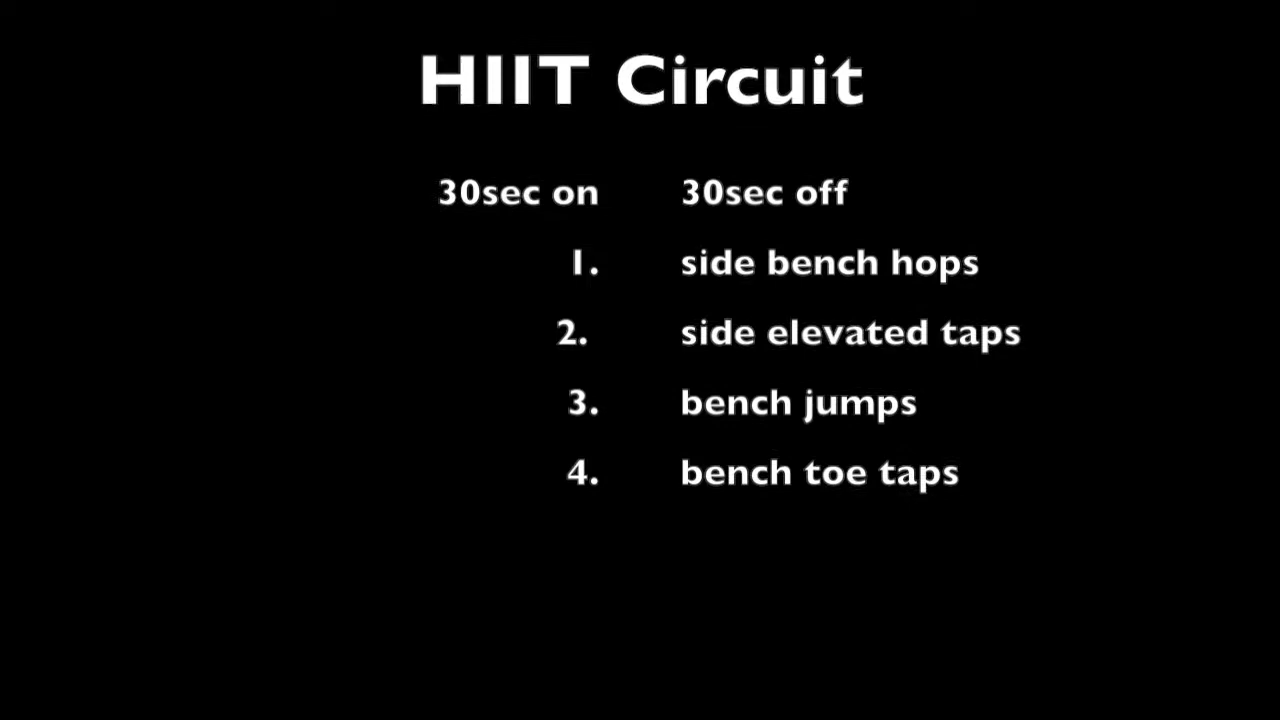 HIIT Circuit
30sec on 30sec off
1. side bench hops
2. side elevated taps
3. bench jumps
4. bench toe taps